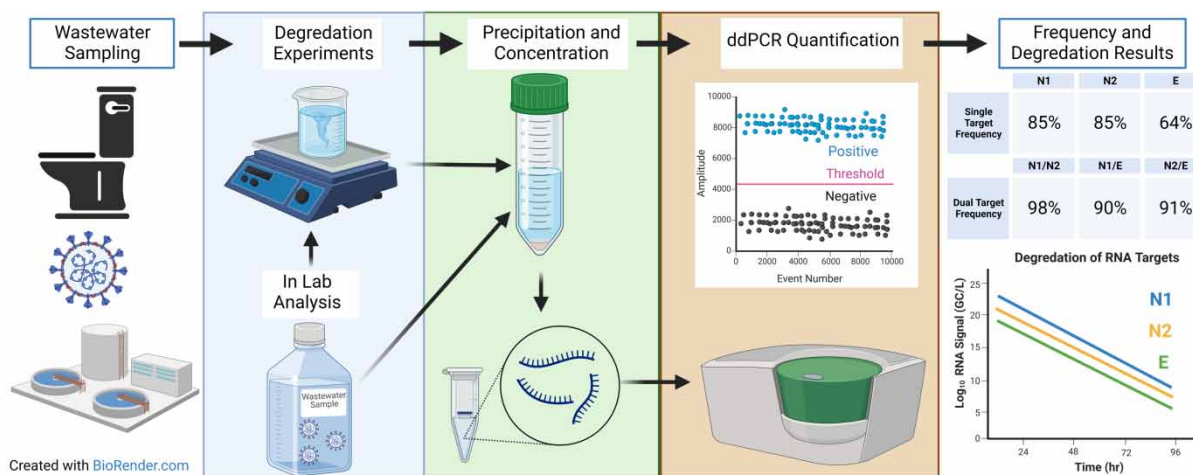 Wastewater
Sampling
Degredation
Experiments
Precipitation and
Concentration
ddPCR Quantification
Frequency and
Degredation Results
In Lab
Analysis
Wastewater
Sample
Created with BioRender.com
10000
8000
6000
4000
2000
0
Amplitude
Positive
Threshold
Negative
0 2000 4000 6000 8000 10000
Event Number
N1 N2 E
Single
Target
Frequency
85% 85% 64%
N1/N2 N1/E N2/E
Dual Target
Frequency
98% 90% 91%
Degradation of RNA Targets
Log₁₀ RNA Signal (GC/L)
25
20
15
10
5
0
N1
N2
E
24 48 72 96
Time (hr)